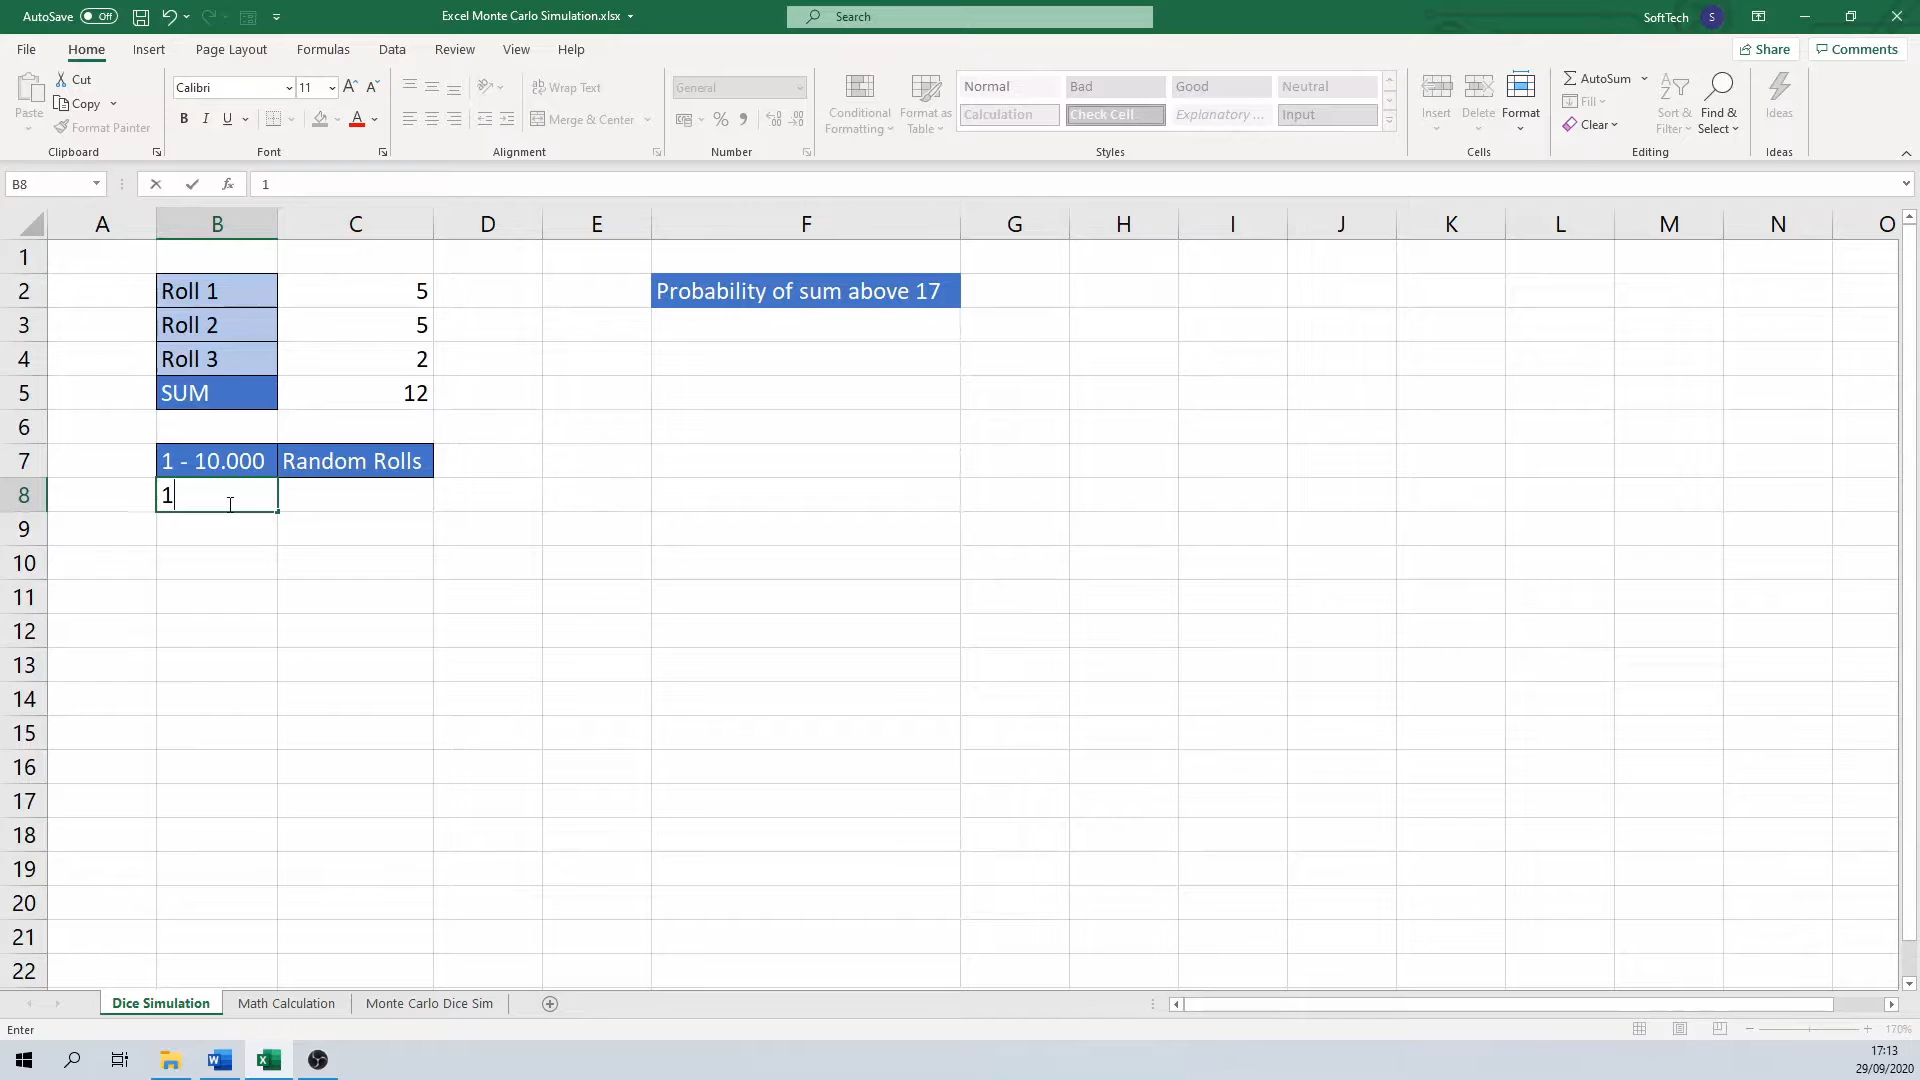 AutoSave Off Excel Monte Carlo Simulation.xlsx Search SoftTech S
File Home Insert Page Layout Formulas Data Review View Help Share Comments
Paste
Cut
Copy
Format Painter
Clipboard
Calibri 11
B I U
Font
Wrap Text
Merge & Center
Alignment
General
Number
Conditional
Formatting
Format as
Table
Normal Bad Good Neutral
Calculation Check Cell Explanatory ... Input
Styles
Insert Delete Format
Cells
AutoSum
Fill
Clear
Sort &
Filter
Find &
Select
Editing
Ideas
Ideas
B8 fx 1
A B C D E F G H I J K L M N O
1
2 Roll 1 5 Probability of sum above 17
3 Roll 2 5
4 Roll 3 2
5 SUM 12
6
7 1 - 10.000 Random Rolls
8 1
9
10
11
12
13
14
15
16
17
18
19
20
21
22
Dice Simulation Math Calculation Monte Carlo Dice Sim
Enter 170%
17:13
29/09/2020